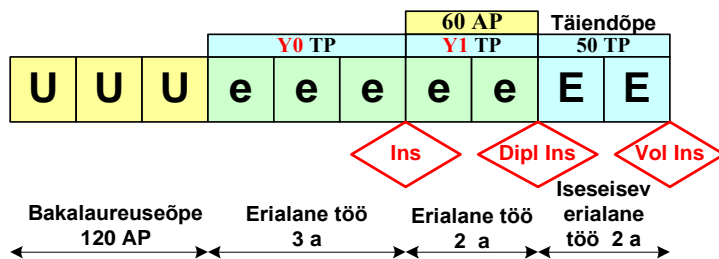 60 AP Täiendõpe
Y0 TP Y1 TP 50 TP
U U U e e e e e E E
Ins Dipl Ins Vol Ins
Bakalaureuseõpe
120 AP
Erialane töö
3 a
Erialane töö
2 a
Iseseisev
erialane
töö 2 a